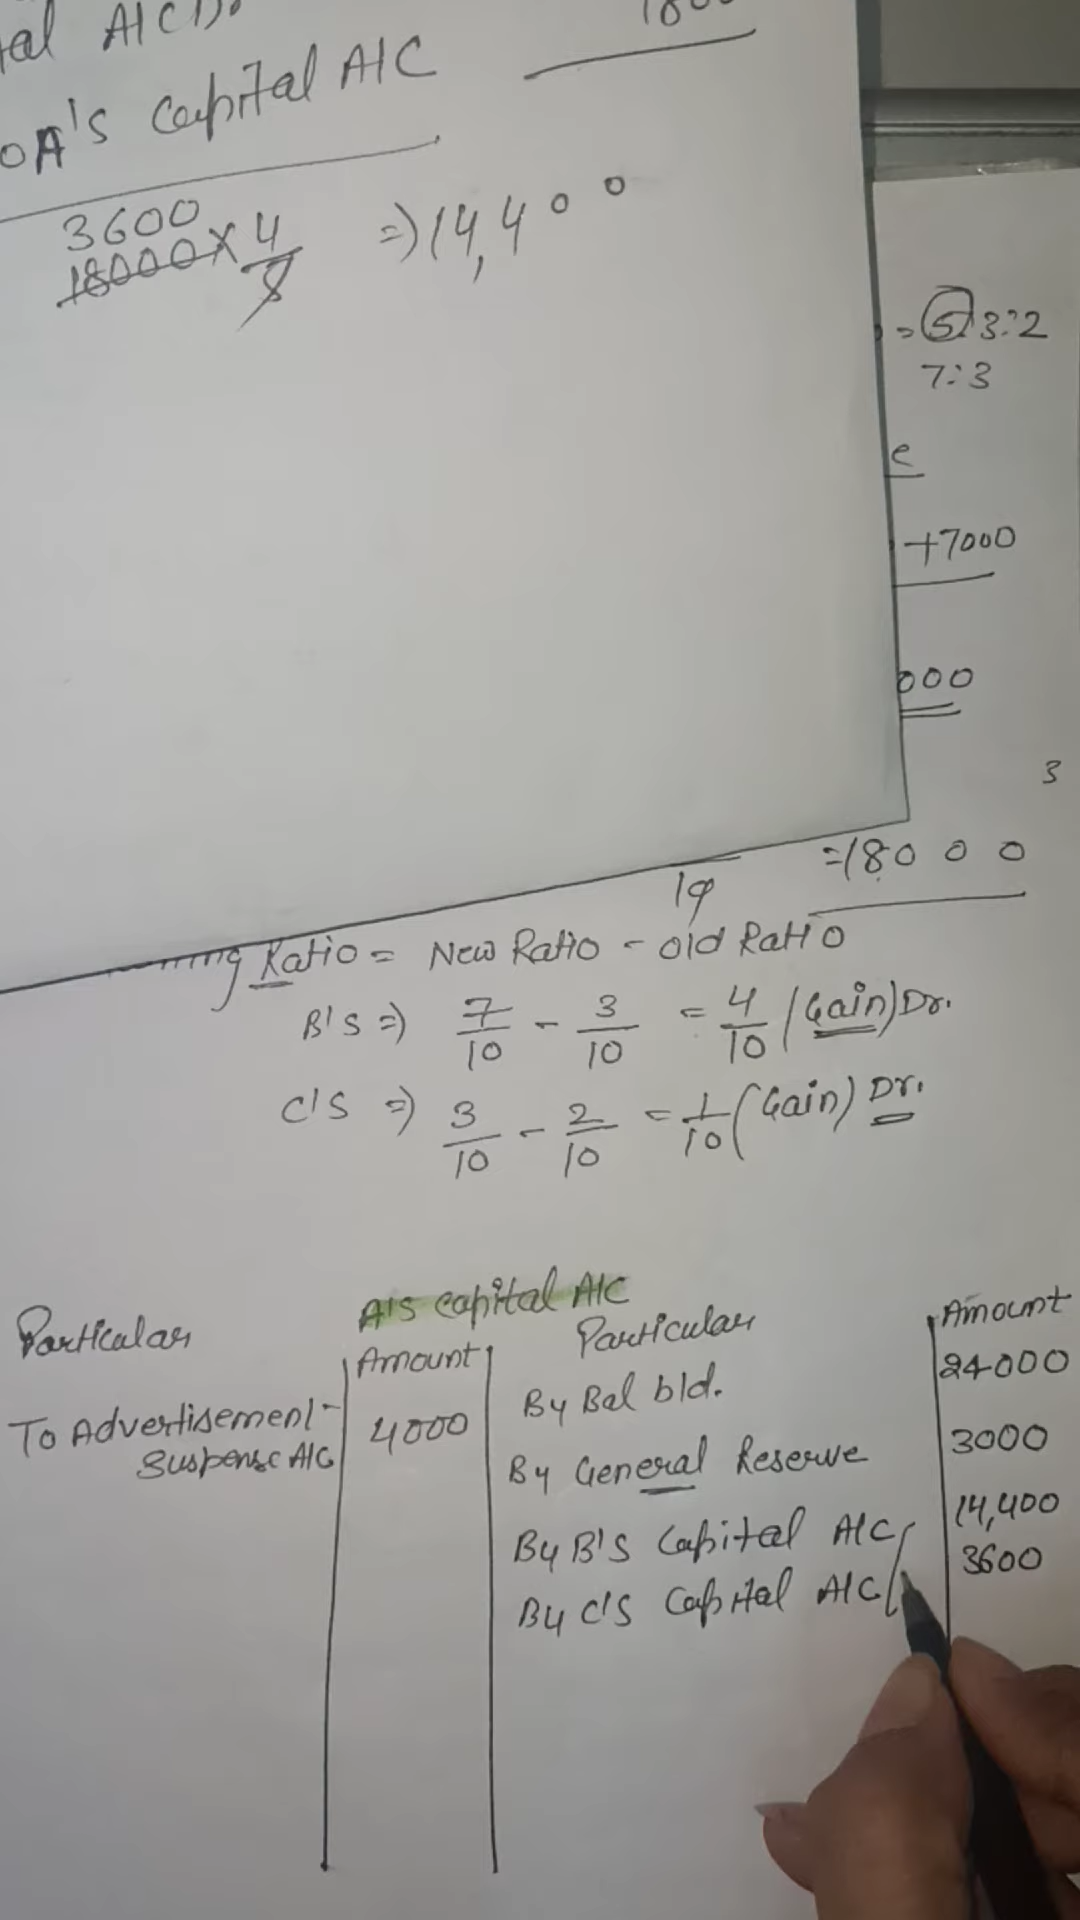 A/C
A's Capital A/C
3600
18000 × 4/5 ⇒ 14,400
= 5:3:2
7:3
+7000
000
3
=18000
10
Ratio = New Ratio - old Ratio
B's ⇒ 7/10 - 3/10 = 4/10 (Gain) Dr.
C's ⇒ 3/10 - 2/10 = 1/10 (Gain) Dr.
A's capital A/C
Particular Amount Particular Amount
To Advertisement Suspense A/C 4000
By Bal b/d. 24000
By General Reserve 3000
By B's Capital A/C 14,400
By C's Capital A/C 3600